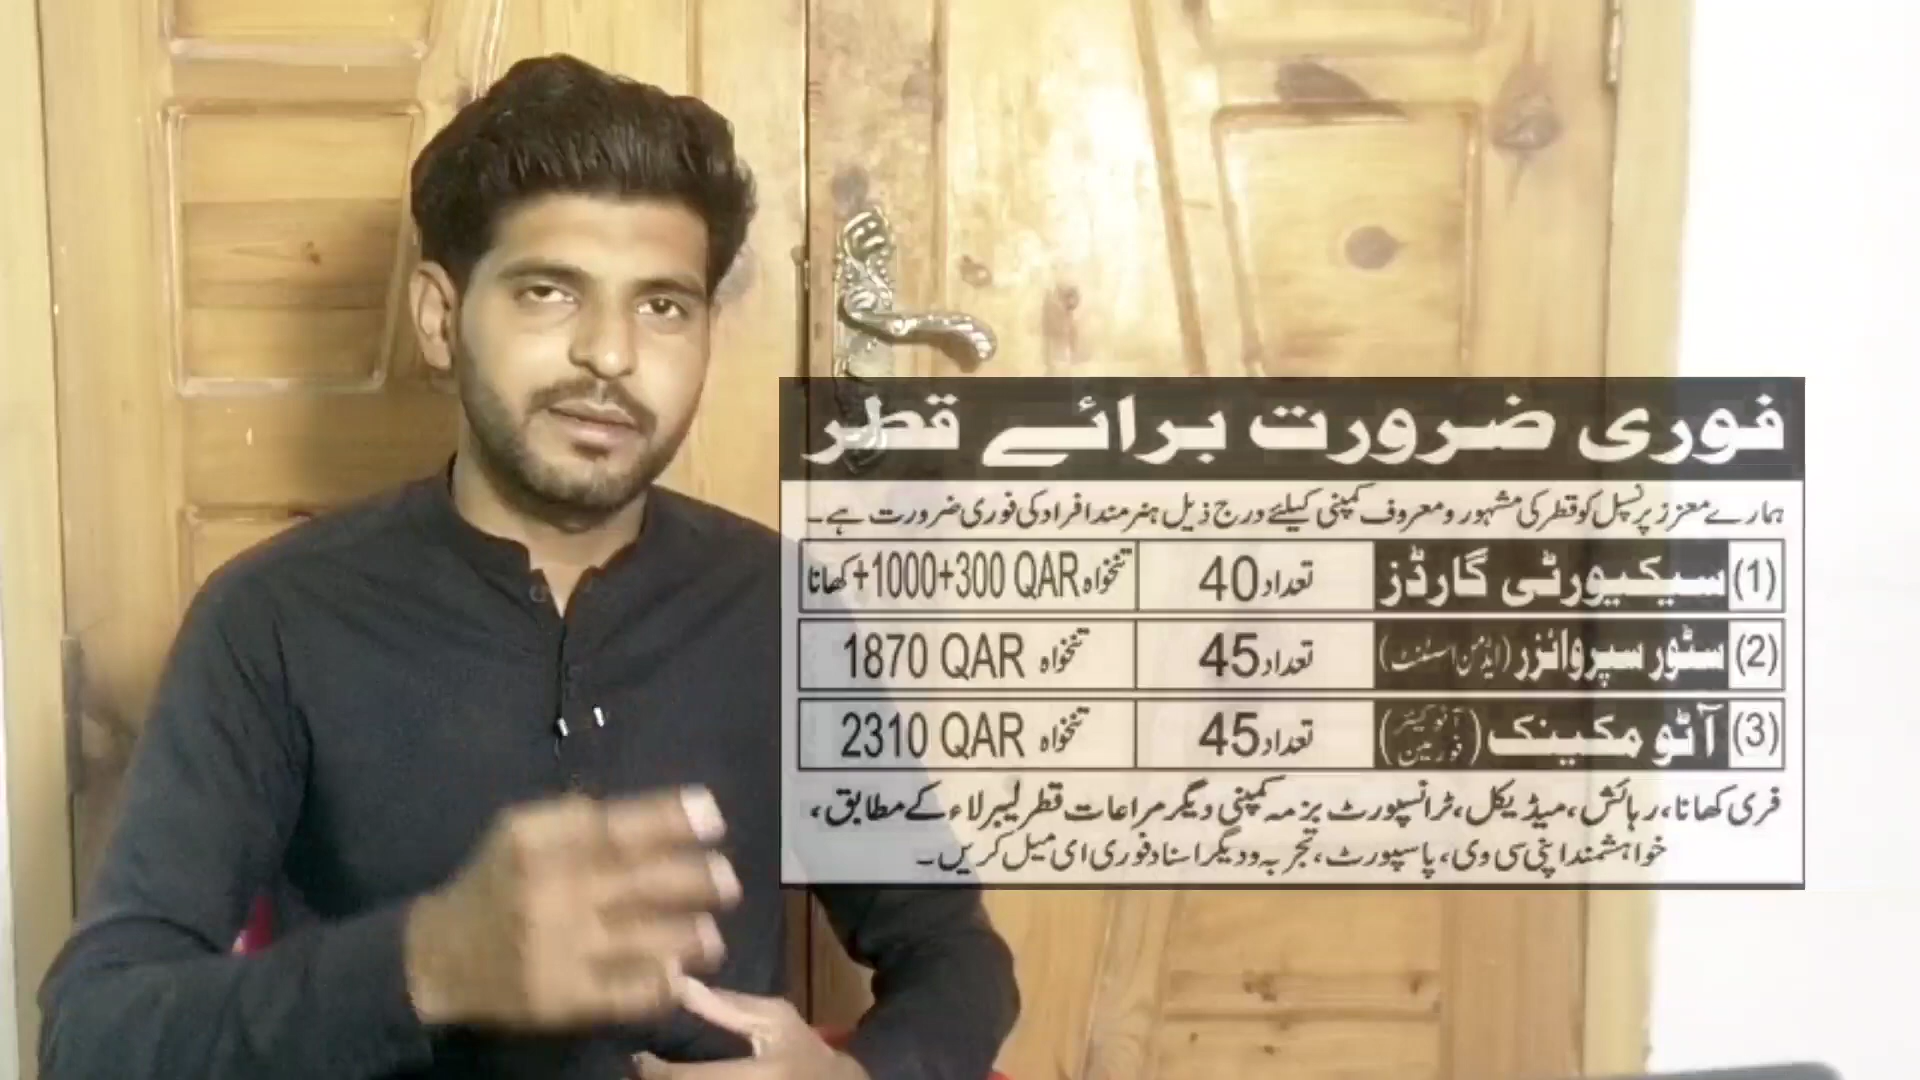 فوری ضرورت برائے قطر
ہمارے معزز پرنسپل کو قطر کی مشہور و معروف کمپنی کیلئے درج ذیل ہنرمند افراد کی فوری ضرورت ہے۔
(1) سیکیورٹی گارڈز تعداد 40 تنخواہ 1000+300 QAR+کھانا
(2) سٹور سپروائزر (ایڈمن اسسٹنٹ) تعداد 45 تنخواہ 1870 QAR
(3) آٹو مکینک (آٹو کیئر فورمین) تعداد 45 تنخواہ 2310 QAR
فری کھانا، رہائش، میڈیکل، ٹرانسپورٹ بزمہ کمپنی دیگر مراعات قطر لیبر لاء کے مطابق،
خواہشمند اپنی سی وی، پاسپورٹ، تجربہ و دیگر اسناد فوری ای میل کریں۔